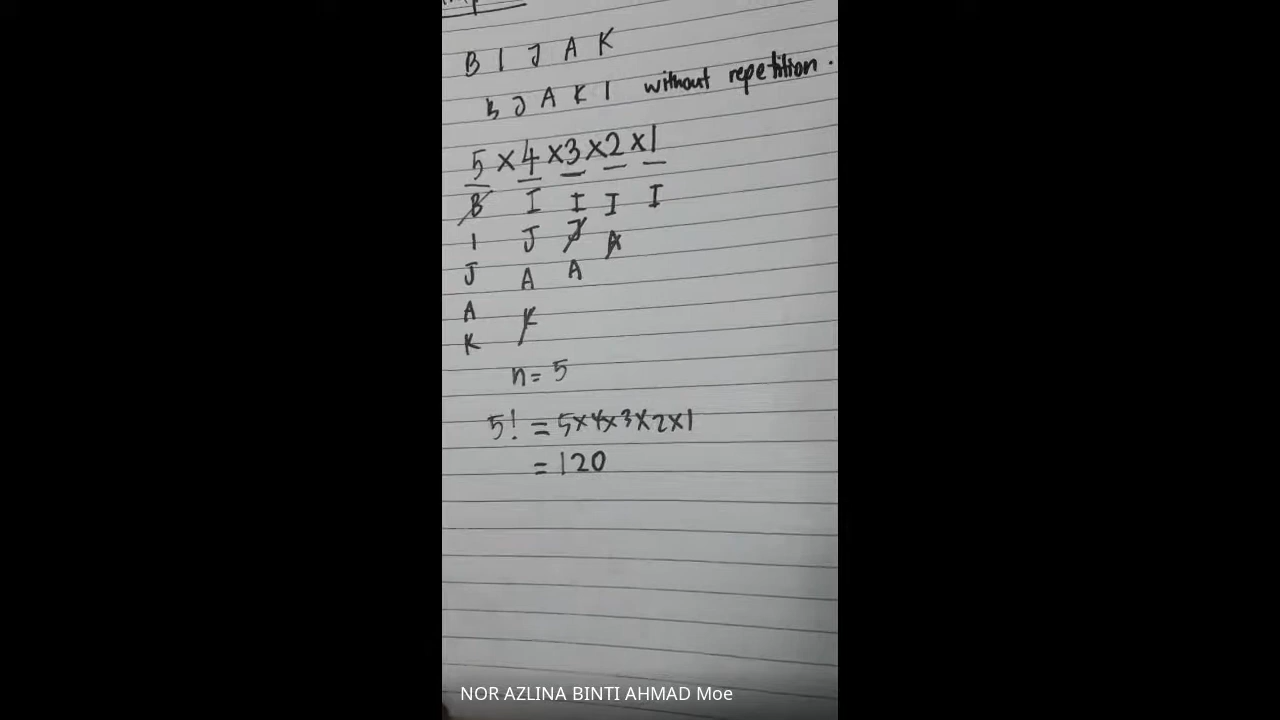 B I J A K
B J A K I without repetition.
5 × 4 × 3 × 2 × 1
B I I I I
I J J A
J A A
A K
K
n = 5
5! = 5×4×3×2×1
= 120
NOR AZLINA BINTI AHMAD Moe